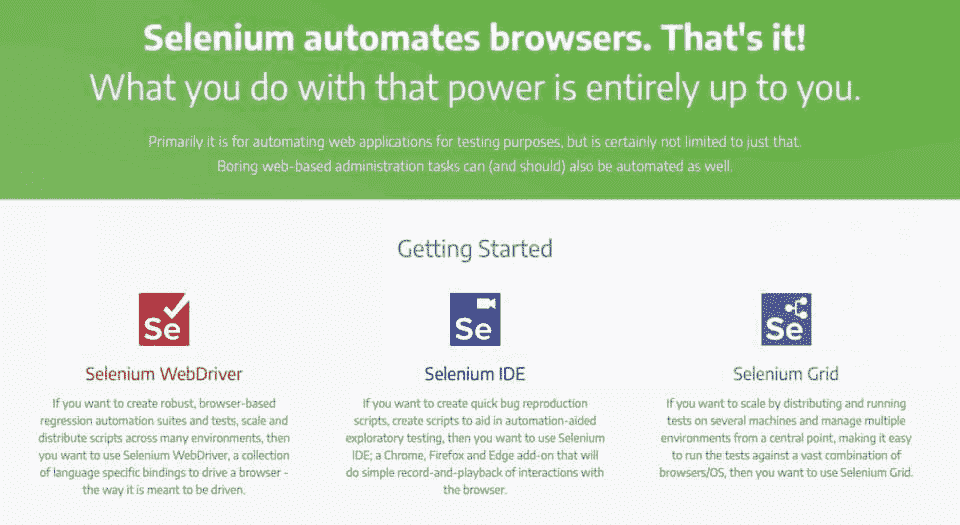 Selenium automates browsers. That's it!
What you do with that power is entirely up to you.
Primarily it is for automating web applications for testing purposes, but is certainly not limited to just that.
Boring web-based administration tasks can (and should) also be automated as well.
Getting Started
Se
Selenium WebDriver
If you want to create robust, browser-based
regression automation suites and tests, scale and
distribute scripts across many environments, then
you want to use Selenium WebDriver, a collection
of language specific bindings to drive a browser -
the way it is meant to be driven.
Se
Selenium IDE
If you want to create quick bug reproduction
scripts, create scripts to aid in automation-aided
exploratory testing, then you want to use Selenium
IDE; a Chrome, Firefox and Edge add-on that will
do simple record-and-playback of interactions with
the browser.
Se
Selenium Grid
If you want to scale by distributing and running
tests on several machines and manage multiple
environments from a central point, making it easy
to run the tests against a vast combination of
browsers/OS, then you want to use Selenium Grid.